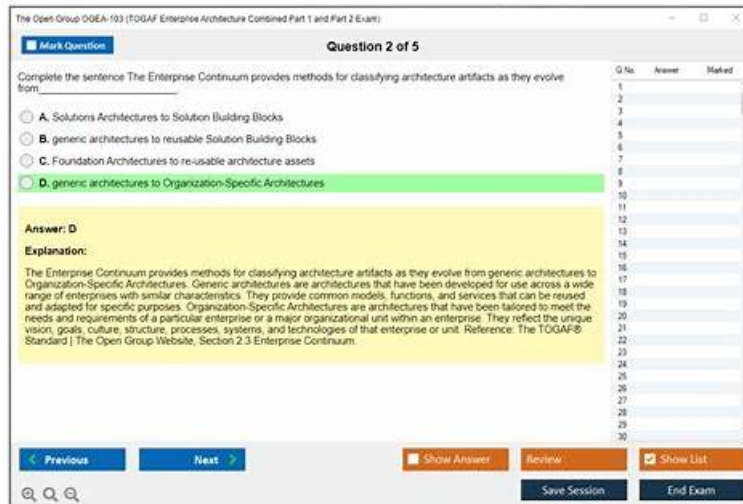 The Open Group OGEA-103 (TOGAF Enterprise Architecture Combined Part 1 and Part 2 Exam)
Mark Question
Question 2 of 5
Q No. Answer Marked
Complete the sentence The Enterprise Continuum provides methods for classifying architecture artifacts as they evolve
from____________________.
A. Solutions Architectures to Solution Building Blocks
B. generic architectures to reusable Solution Building Blocks
C. Foundation Architectures to re-usable architecture assets
D. generic architectures to Organization-Specific Architectures
Answer: D
Explanation:
The Enterprise Continuum provides methods for classifying architecture artifacts as they evolve from generic architectures to
Organization-Specific Architectures. Generic architectures are architectures that have been developed for use across a wide
range of enterprises with similar characteristics. They provide common models, functions, and services that can be reused
and adapted for specific purposes. Organization-Specific Architectures are architectures that have been tailored to meet the
needs and requirements of a particular enterprise or a major organizational unit within an enterprise. They reflect the unique
vision, goals, culture, structure, processes, systems, and technologies of that enterprise or unit. Reference: The TOGAF®
Standard | The Open Group Website, Section 2.3 Enterprise Continuum.
1
2
3
4
5
6
7
8
9
10
11
12
13
14
15
16
17
18
19
20
21
22
23
24
25
26
27
28
29
30
Previous
Next
Show Answer
Review
Show List
Save Session
End Exam